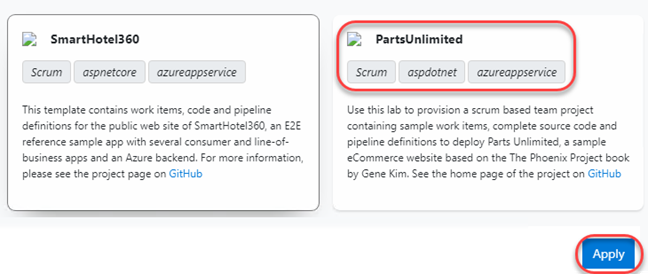 SmartHotel360
Scrum aspnetcore azureappservice
This template contains work items, code and pipeline
definitions for the public web site of SmartHotel360, an E2E
reference sample app with several consumer and line-of-
business apps and an Azure backend. For more information,
please see the project page on GitHub
PartsUnlimited
Scrum aspdotnet azureappservice
Use this lab to provision a scrum based team project
containing sample work items, complete source code and
pipeline definitions to deploy Parts Unlimited, a sample
eCommerce website based on the The Phoenix Project book
by Gene Kim. See the home page of the project on GitHub
Apply